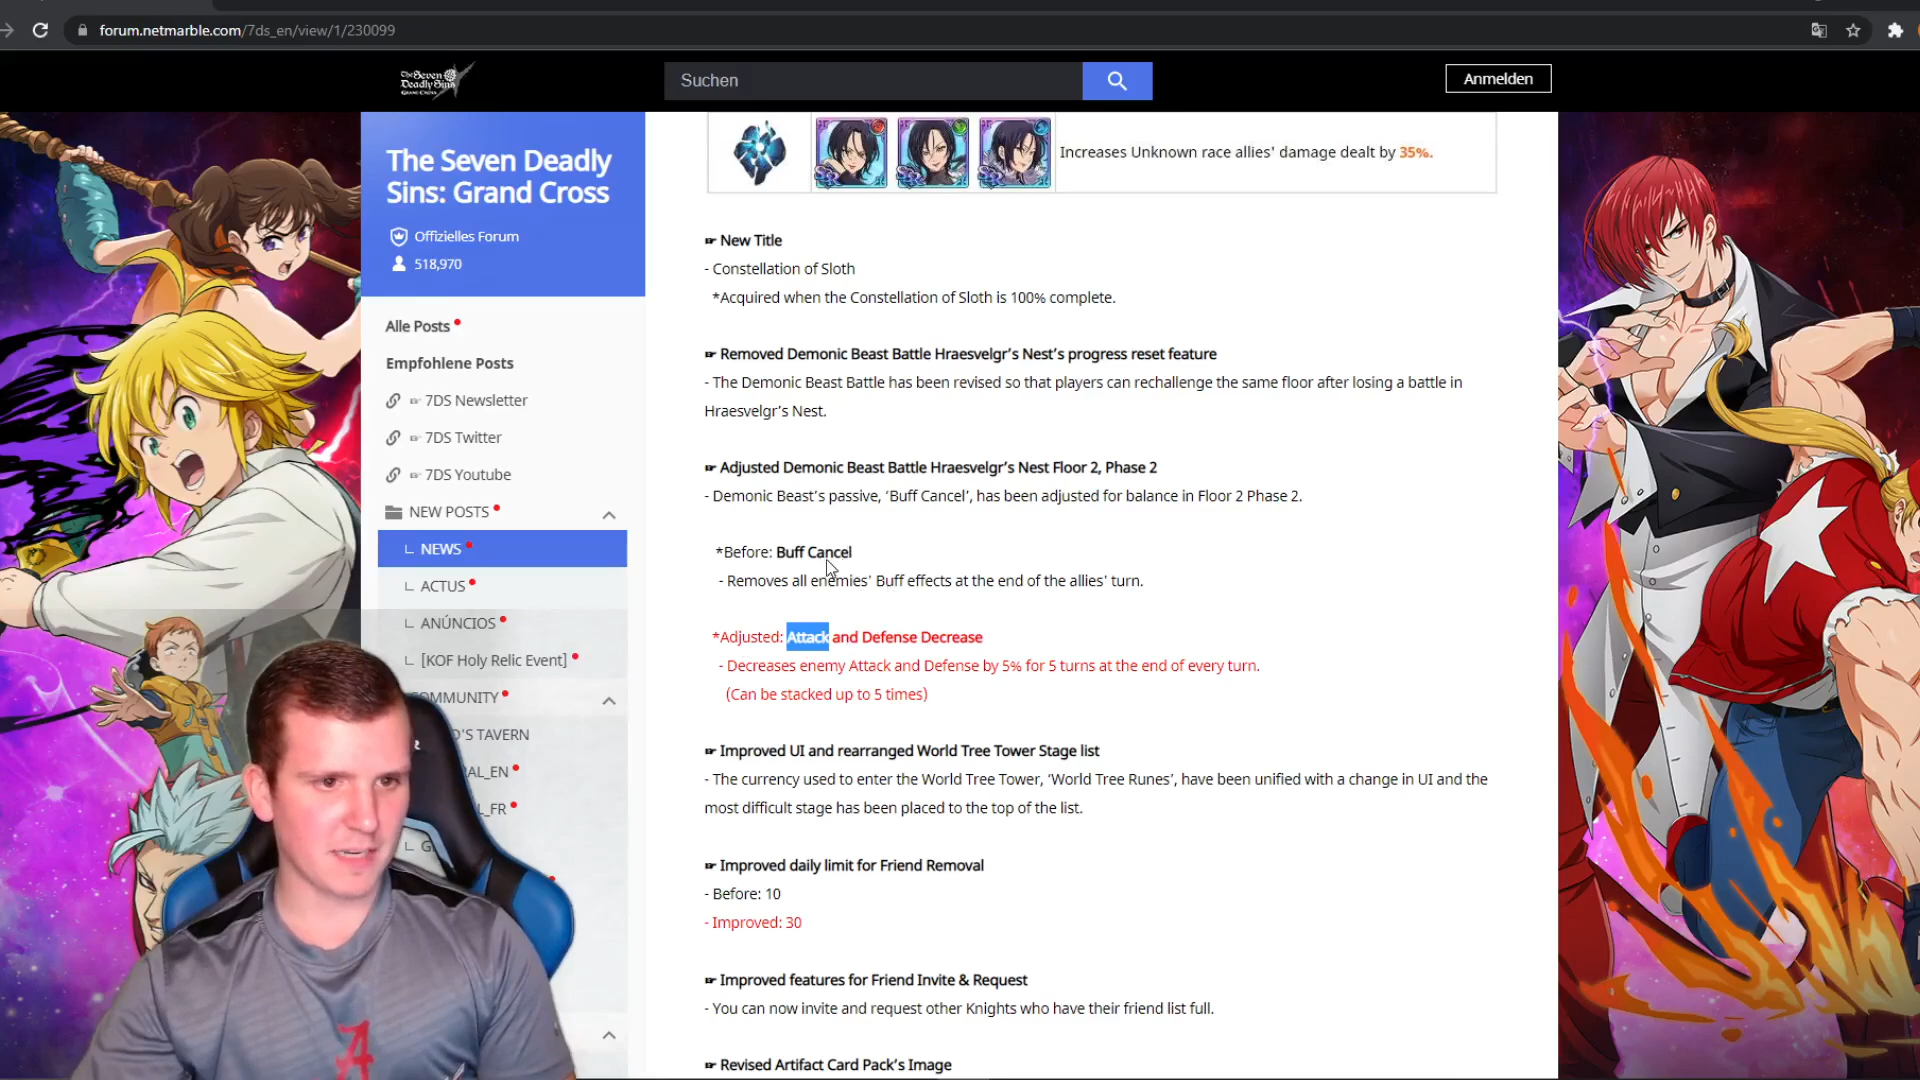 forum.netmarble.com/7ds_en/view/1/230099
The Seven
Deadly Sins
GRAND CROSS
Suchen
Anmelden
The Seven Deadly
Sins: Grand Cross
Offizielles Forum
518,970
Alle Posts
Empfohlene Posts
☞ 7DS Newsletter
☞ 7DS Twitter
☞ 7DS Youtube
NEW POSTS
NEWS
ACTUS
ANÚNCIOS
[KOF Holy Relic Event]
OMMUNITY
'S TAVERN
RAL_EN
L_FR
G
Increases Unknown race allies' damage dealt by 35%.
☞ New Title
- Constellation of Sloth
*Acquired when the Constellation of Sloth is 100% complete.
☞ Removed Demonic Beast Battle Hraesvelgr’s Nest’s progress reset feature
- The Demonic Beast Battle has been revised so that players can rechallenge the same floor after losing a battle in
Hraesvelgr’s Nest.
☞ Adjusted Demonic Beast Battle Hraesvelgr’s Nest Floor 2, Phase 2
- Demonic Beast’s passive, ‘Buff Cancel’, has been adjusted for balance in Floor 2 Phase 2.
*Before: Buff Cancel
- Removes all enemies' Buff effects at the end of the allies' turn.
*Adjusted: Attack and Defense Decrease
- Decreases enemy Attack and Defense by 5% for 5 turns at the end of every turn.
(Can be stacked up to 5 times)
☞ Improved UI and rearranged World Tree Tower Stage list
- The currency used to enter the World Tree Tower, ‘World Tree Runes’, have been unified with a change in UI and the
most difficult stage has been placed to the top of the list.
☞ Improved daily limit for Friend Removal
- Before: 10
- Improved: 30
☞ Improved features for Friend Invite & Request
- You can now invite and request other Knights who have their friend list full.
☞ Revised Artifact Card Pack’s Image